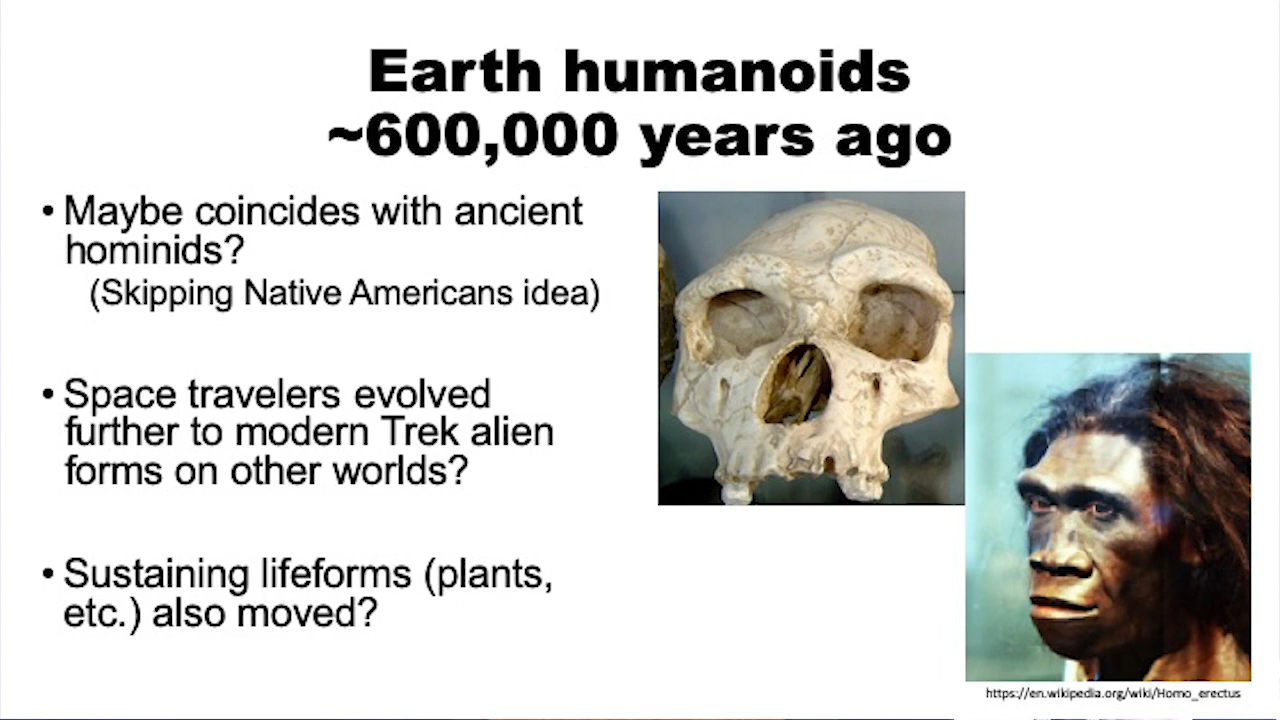 Earth humanoids
~600,000 years ago
• Maybe coincides with ancient
hominids?
(Skipping Native Americans idea)
• Space travelers evolved
further to modern Trek alien
forms on other worlds?
• Sustaining lifeforms (plants,
etc.) also moved?
https://en.wikipedia.org/wiki/Homo_erectus